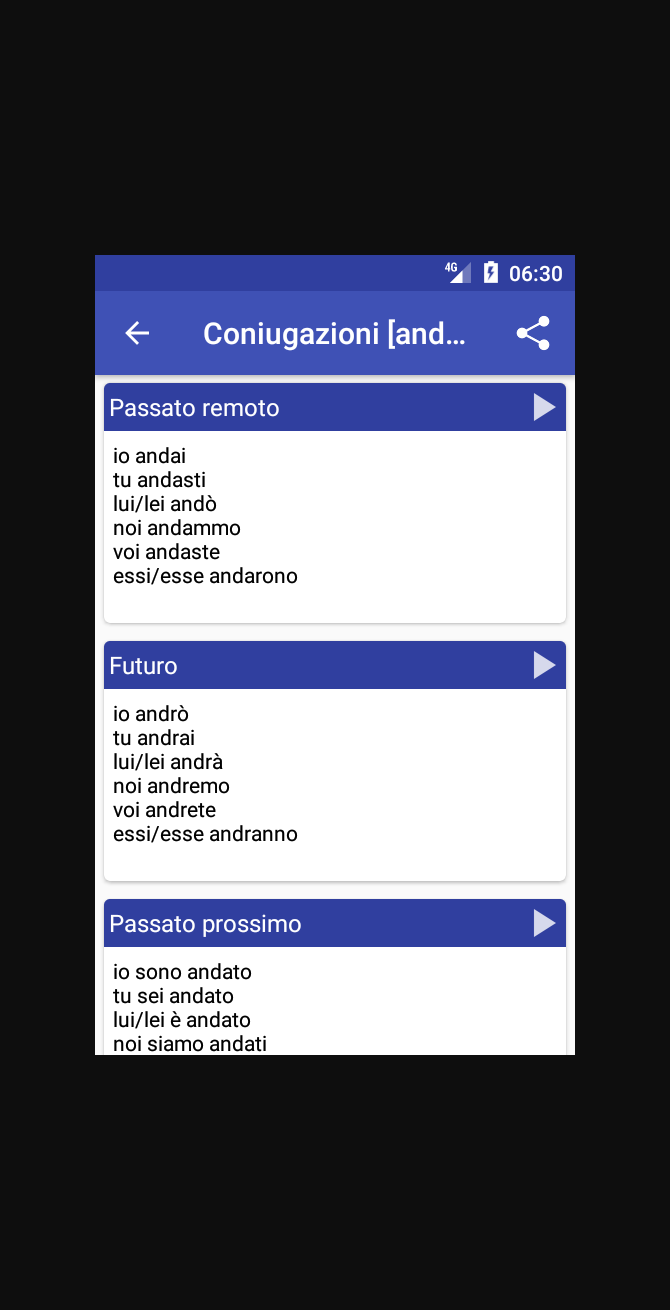 4G 06:30
Coniugazioni [and...
Passato remoto
io andai
tu andasti
lui/lei andò
noi andammo
voi andaste
essi/esse andarono
Futuro
io andrò
tu andrai
lui/lei andrà
noi andremo
voi andrete
essi/esse andranno
Passato prossimo
io sono andato
tu sei andato
lui/lei è andato
noi siamo andati